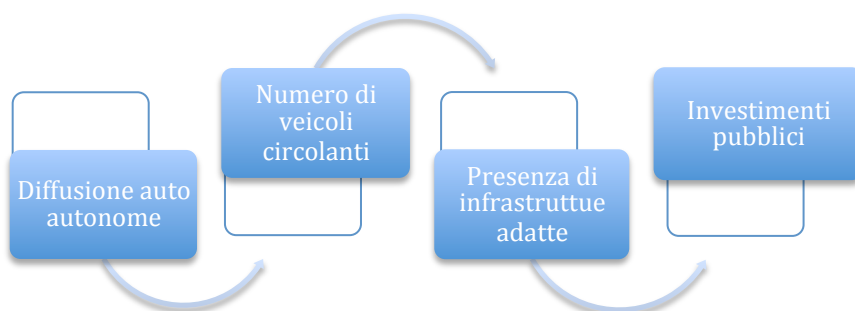 Diffusione auto
autonome
Numero di
veicoli
circolanti
Presenza di
infrastruttue
adatte
Investimenti
pubblici